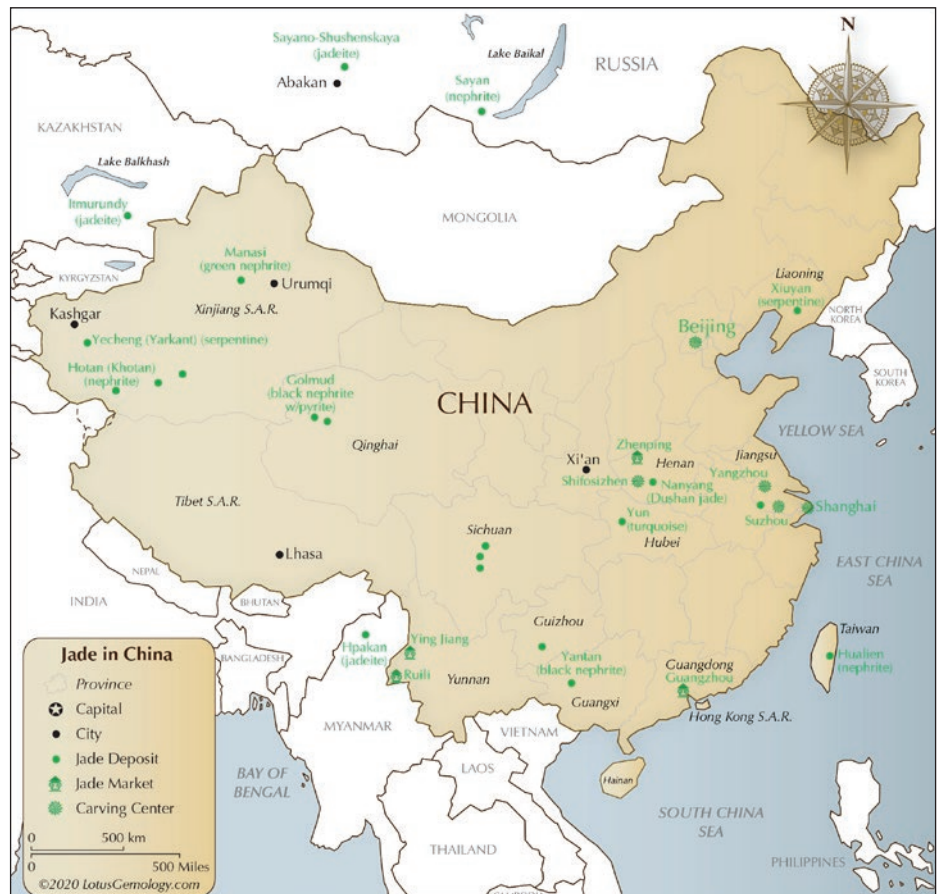 N
Sayano-Shushenskaya
(jadeite)
Abakan
Lake Baikal
RUSSIA
Sayan
(nephrite)
KAZAKHSTAN
Lake Balkhash
Itmurundy
(jadeite)
MONGOLIA
KYRGYZSTAN
Manasi
(green nephrite)
Urumqi
Xinjiang S.A.R.
Kashgar
Yecheng (Yarkant) (serpentine)
Hotan (Khotan)
(nephrite)
Golmud
(black nephrite
w/pyrite)
Qinghai
CHINA
Liaoning
Xiuyan
(serpentine)
Beijing
NORTH
KOREA
SOUTH
KOREA
YELLOW SEA
Zhenping
Xi'an
Henan
Jiangsu
Shifosizhen
Nanyang
(Dushan jade)
Yangzhou
Yun
(turquoise)
Hubei
Suzhou
Shanghai
Tibet S.A.R.
Sichuan
Lhasa
EAST CHINA
SEA
NEPAL
INDIA
BHUTAN
BANGLADESH
Hpakan
(jadeite)
Ying Jiang
Ruili
Yunnan
Guizhou
Yantan
(black nephrite)
Guangxi
Guangdong
Guangzhou
Hong Kong S.A.R.
Taiwan
Hualien
(nephrite)
MYANMAR
VIETNAM
LAOS
Hainan
BAY OF
BENGAL
SOUTH CHINA
SEA
THAILAND
PHILIPPINES
Jade in China
Province
Capital
City
Jade Deposit
Jade Market
Carving Center
0 500 km
0 500 Miles
©2020 LotusGemology.com